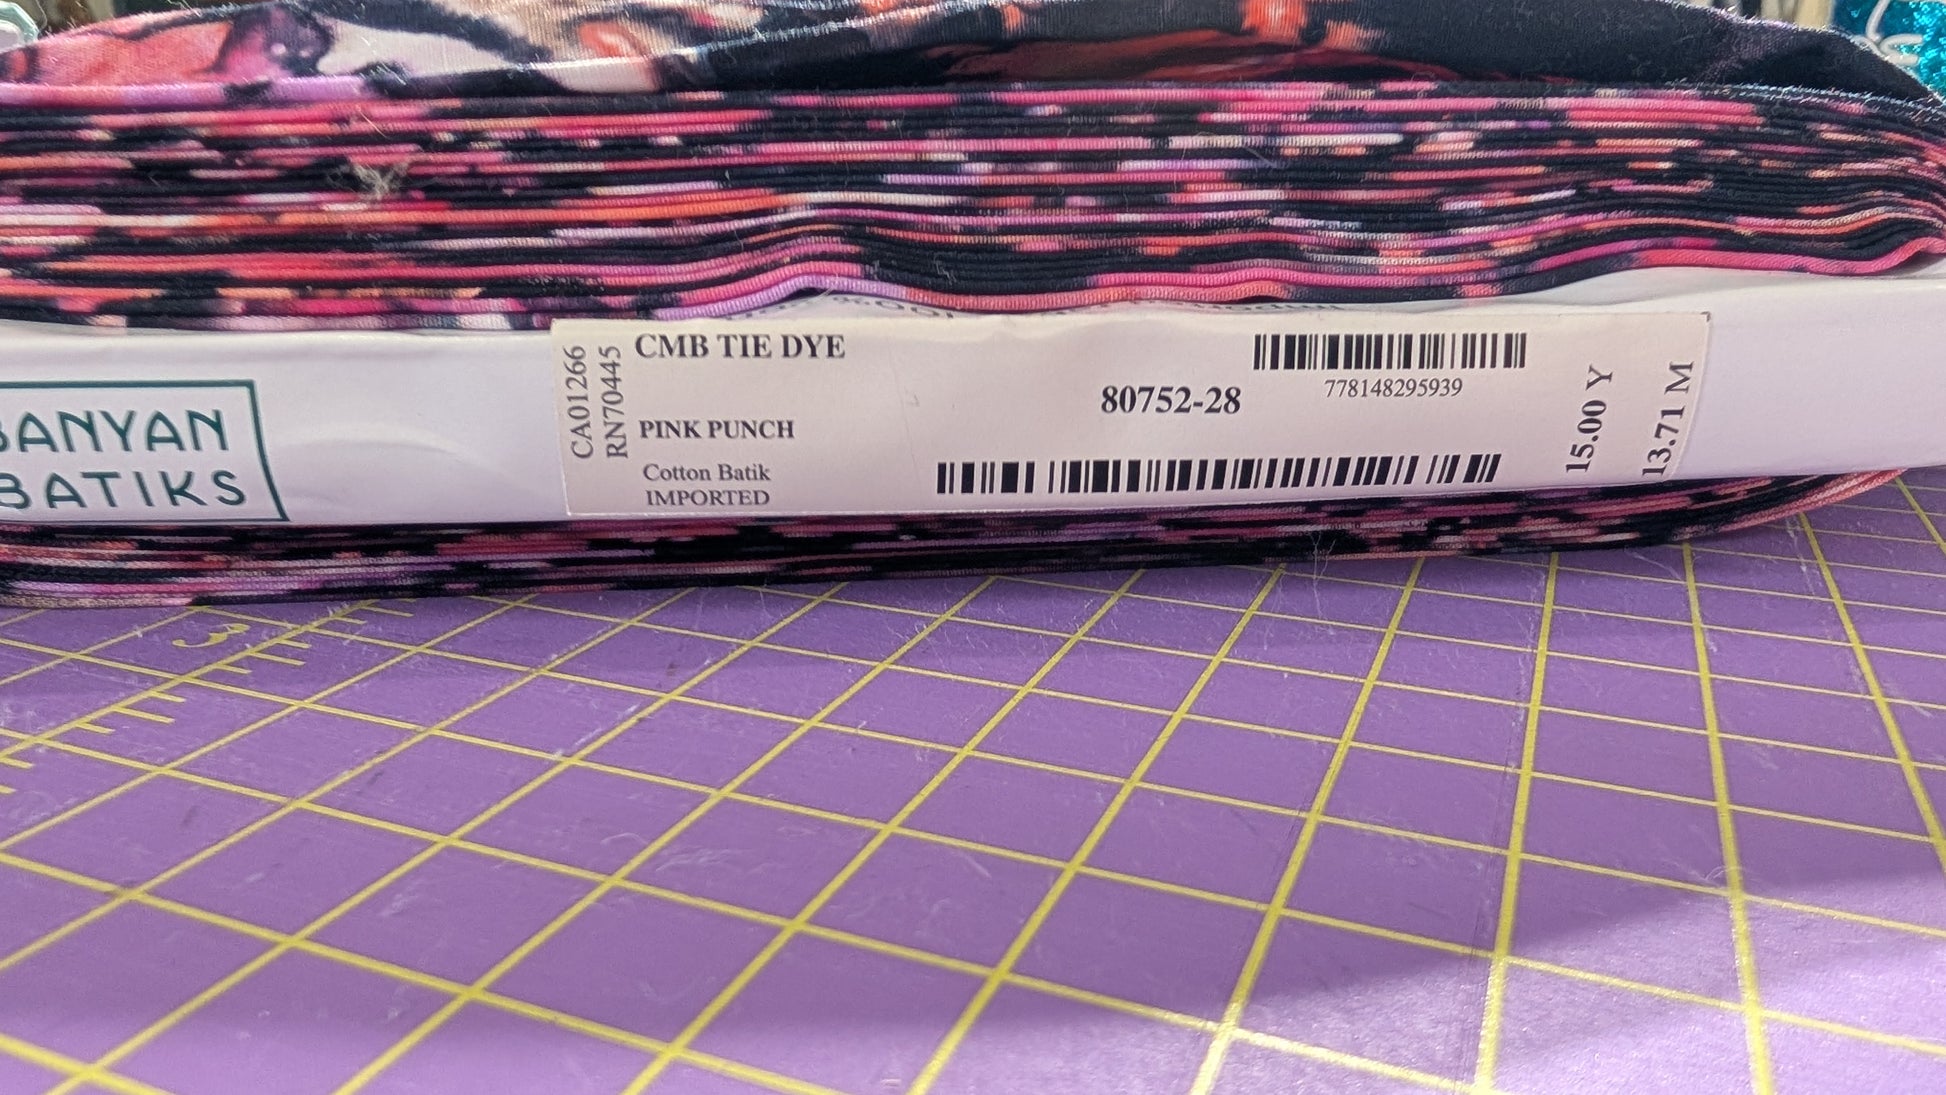 BANYAN
BATIKS
CA01266
RN70445
CMB TIE DYE
PINK PUNCH
Cotton Batik
IMPORTED
80752-28
778148295939
15.00 Y
13.71 M
100%
3